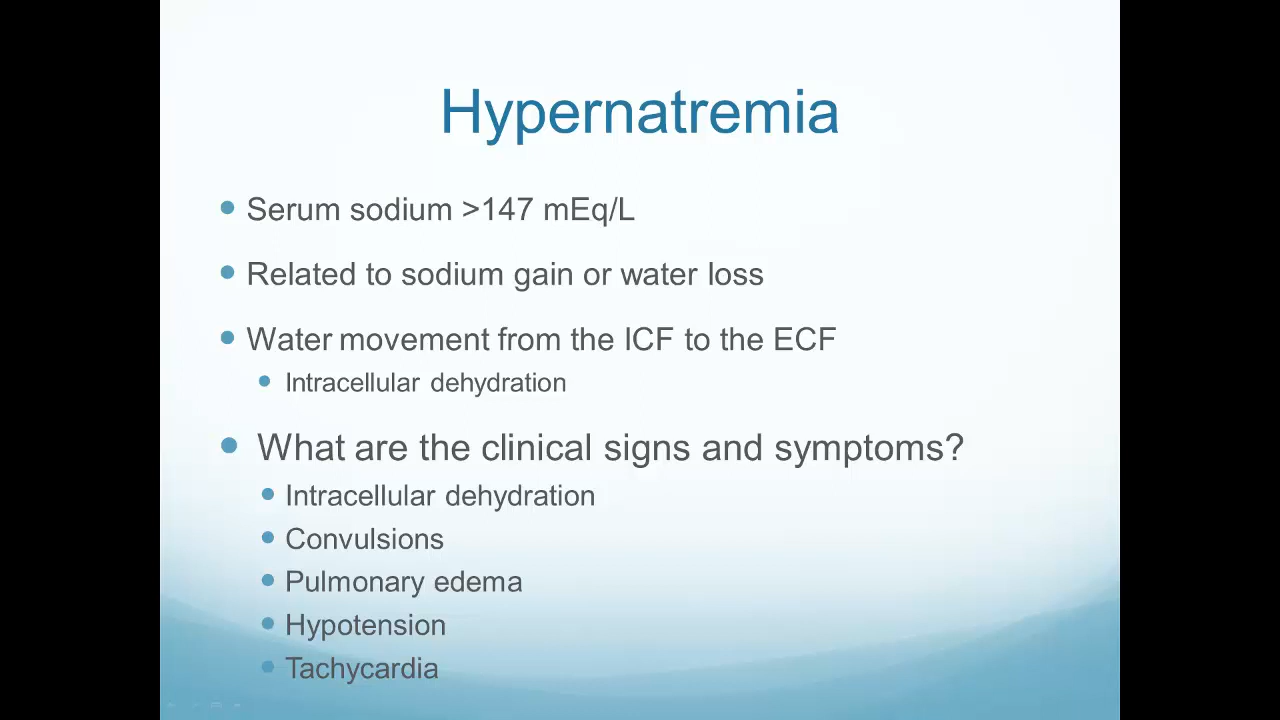 Hypernatremia
Serum sodium >147 mEq/L
Related to sodium gain or water loss
Water movement from the ICF to the ECF
Intracellular dehydration
What are the clinical signs and symptoms?
Intracellular dehydration
Convulsions
Pulmonary edema
Hypotension
Tachycardia